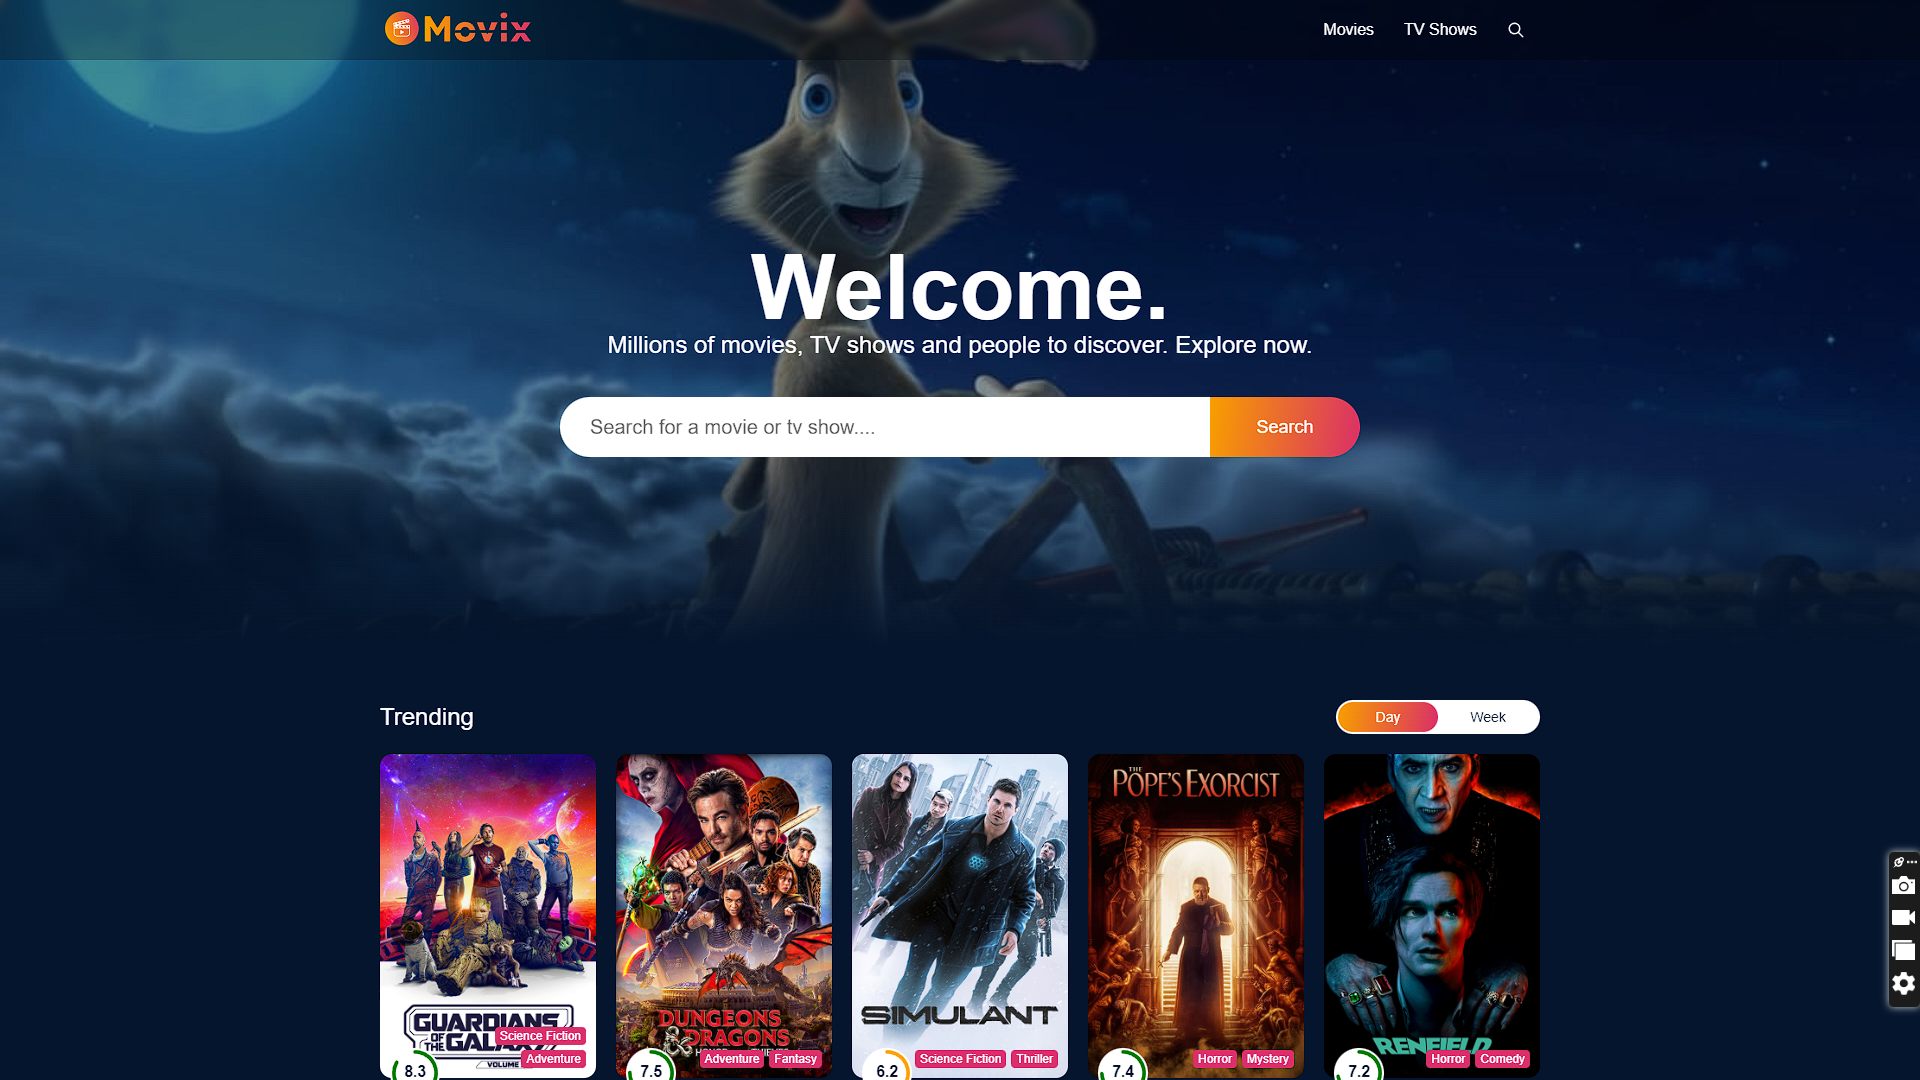 Movix
Movies
TV Shows
Welcome.
Millions of movies, TV shows and people to discover. Explore now.
Search for a movie or tv show....
Search
Trending
Day
Week
GUARDIANS
OF THE GALAXY
VOLUME
Science Fiction
Adventure
8.3
DUNGEONS
& DRAGONS
Adventure
Fantasy
7.5
SIMULANT
Science Fiction
Thriller
6.2
THE
POPE'S EXORCIST
Horror
Mystery
7.4
RENFIELD
Horror
Comedy
7.2